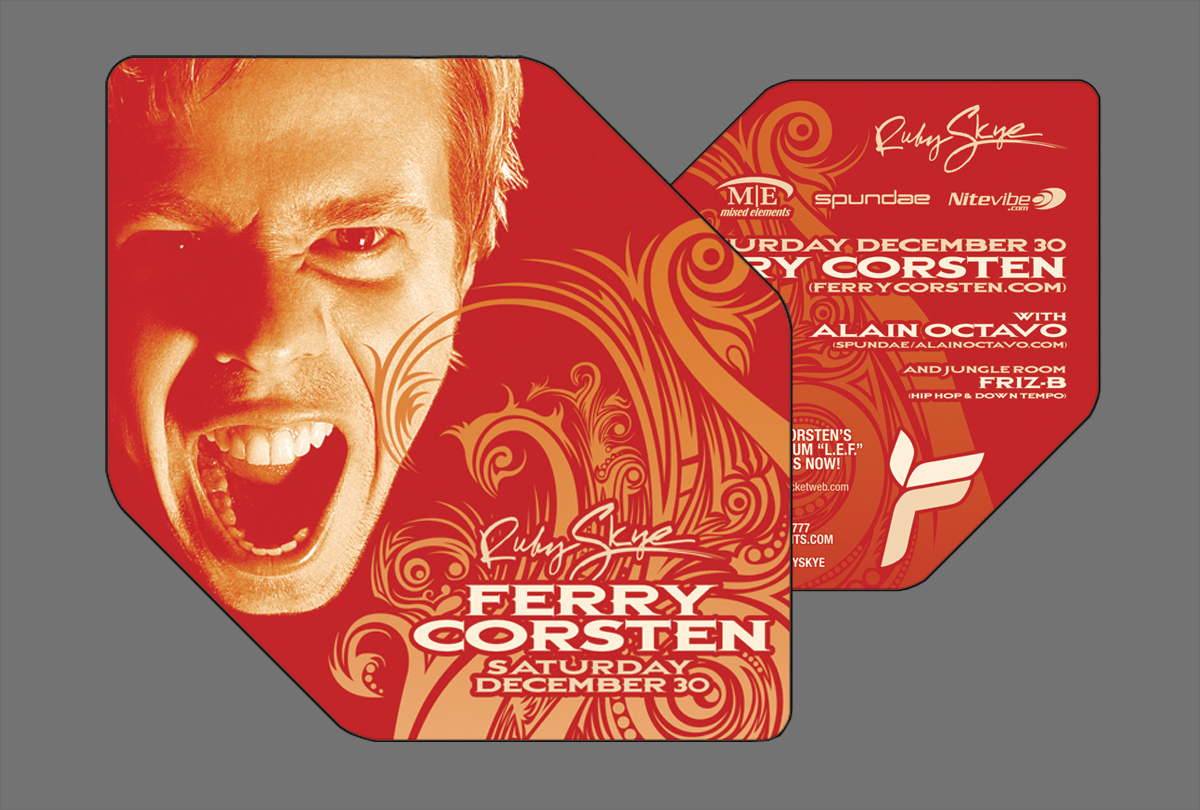 Ruby Skye
FERRY
CORSTEN
SATURDAY
DECEMBER 30
Ruby Skye
M|E
mixed elements
spundae
Nitevibe
.com
URDAY DECEMBER 30
RY CORSTEN
(FERRYCORSTEN.COM)
WITH
ALAIN OCTAVO
(SPUNDAE/ALAINOCTAVO.COM)
AND JUNGLE ROOM
FRIZ-B
(HIP HOP & DOWN TEMPO)
ORSTEN'S
UM "L.E.F."
S NOW!
cketweb.com
777
TS.COM
YSKYE